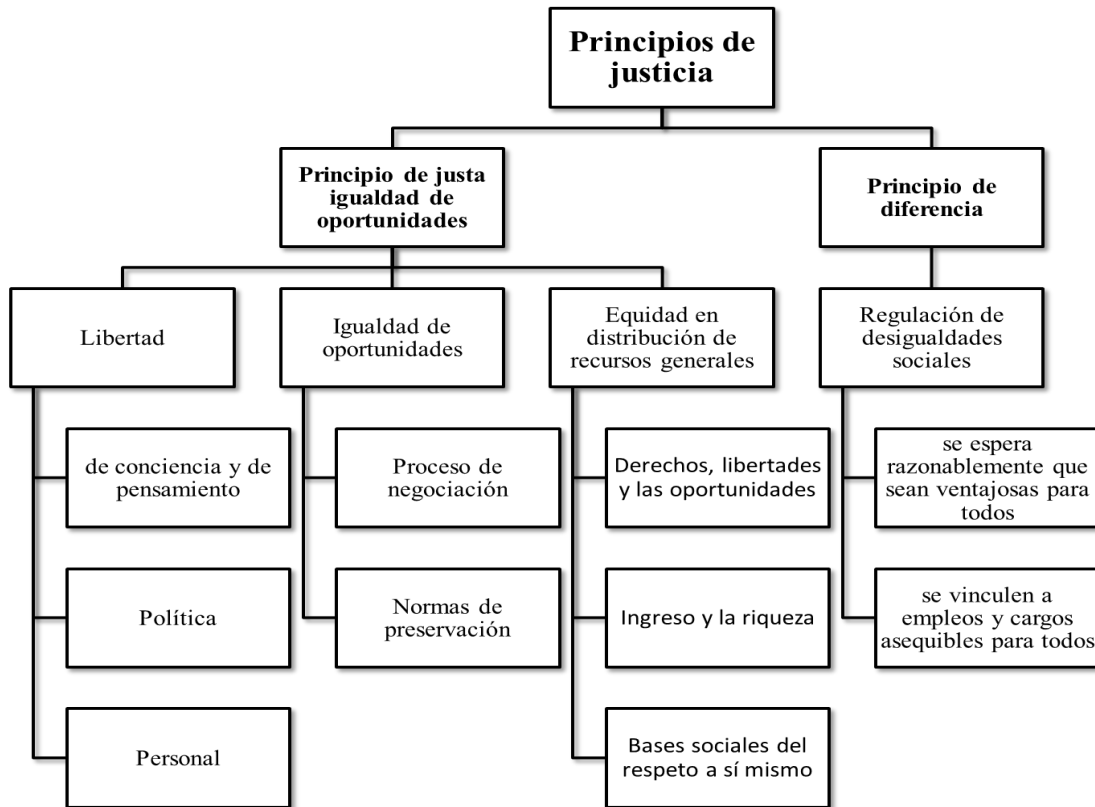 Principios de
justicia
Principio de justa
igualdad de
oportunidades
Principio de
diferencia
Libertad
Igualdad de
oportunidades
Equidad en
distribución de
recursos generales
Regulación de
desigualdades
sociales
de conciencia y de
pensamiento
Proceso de
negociación
Derechos, libertades
y las oportunidades
se espera
razonablemente que
sean ventajosas para
todos
Política
Normas de
preservación
Ingreso y la riqueza
se vinculen a
empleos y cargos
asequibles para todos
Personal
Bases sociales del
respeto a sí mismo